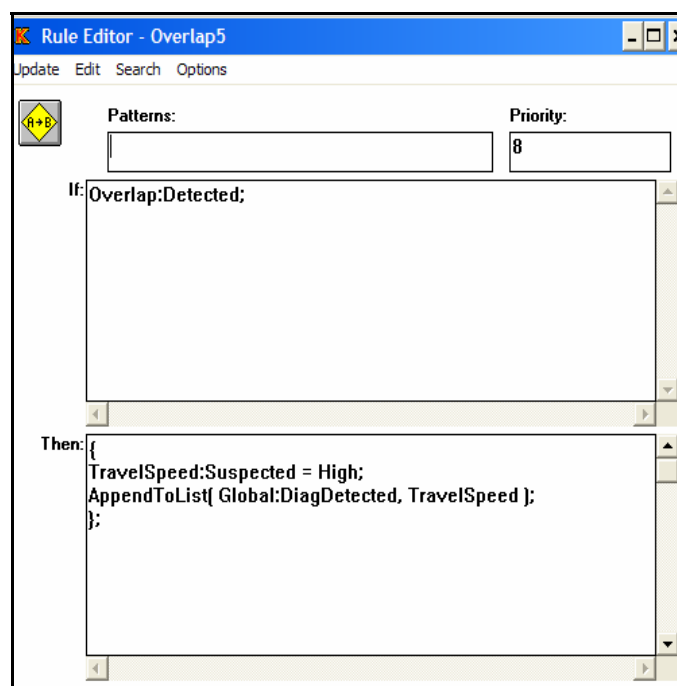 K Rule Editor - Overlap5
Update Edit Search Options
A→B
Patterns:
Priority:
8
If:
Overlap:Detected;
Then:
{
TravelSpeed:Suspected = High;
AppendToList( Global:DiagDetected, TravelSpeed );
};